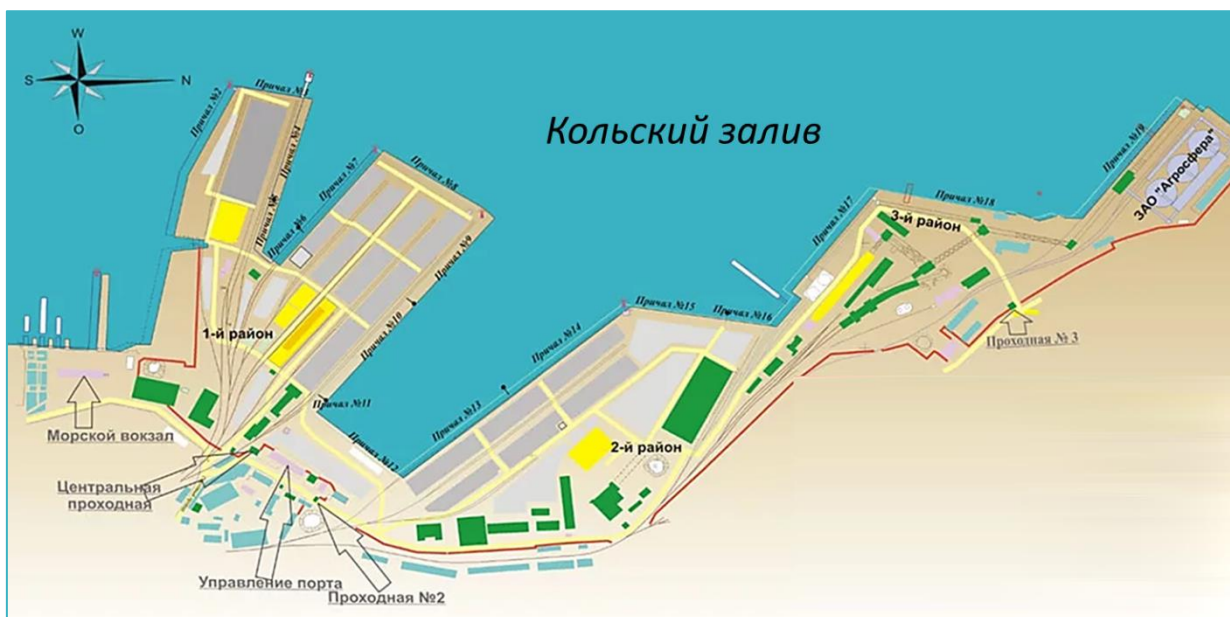 W
S
N
O
Причал №2
Причал №4
Кольский залив
Причал №7
Причал №8
Причал №6
Причал №9
Причал №10
Причал №11
Причал №12
Причал №13
Причал №14
Причал №15
Причал №16
Причал №17
Причал №18
Причал №19
ЗАО "Агросфера"
3-й район
1-й район
2-й район
Проходная № 3
Морской вокзал
Центральная
проходная
Управление порта
Проходная №2